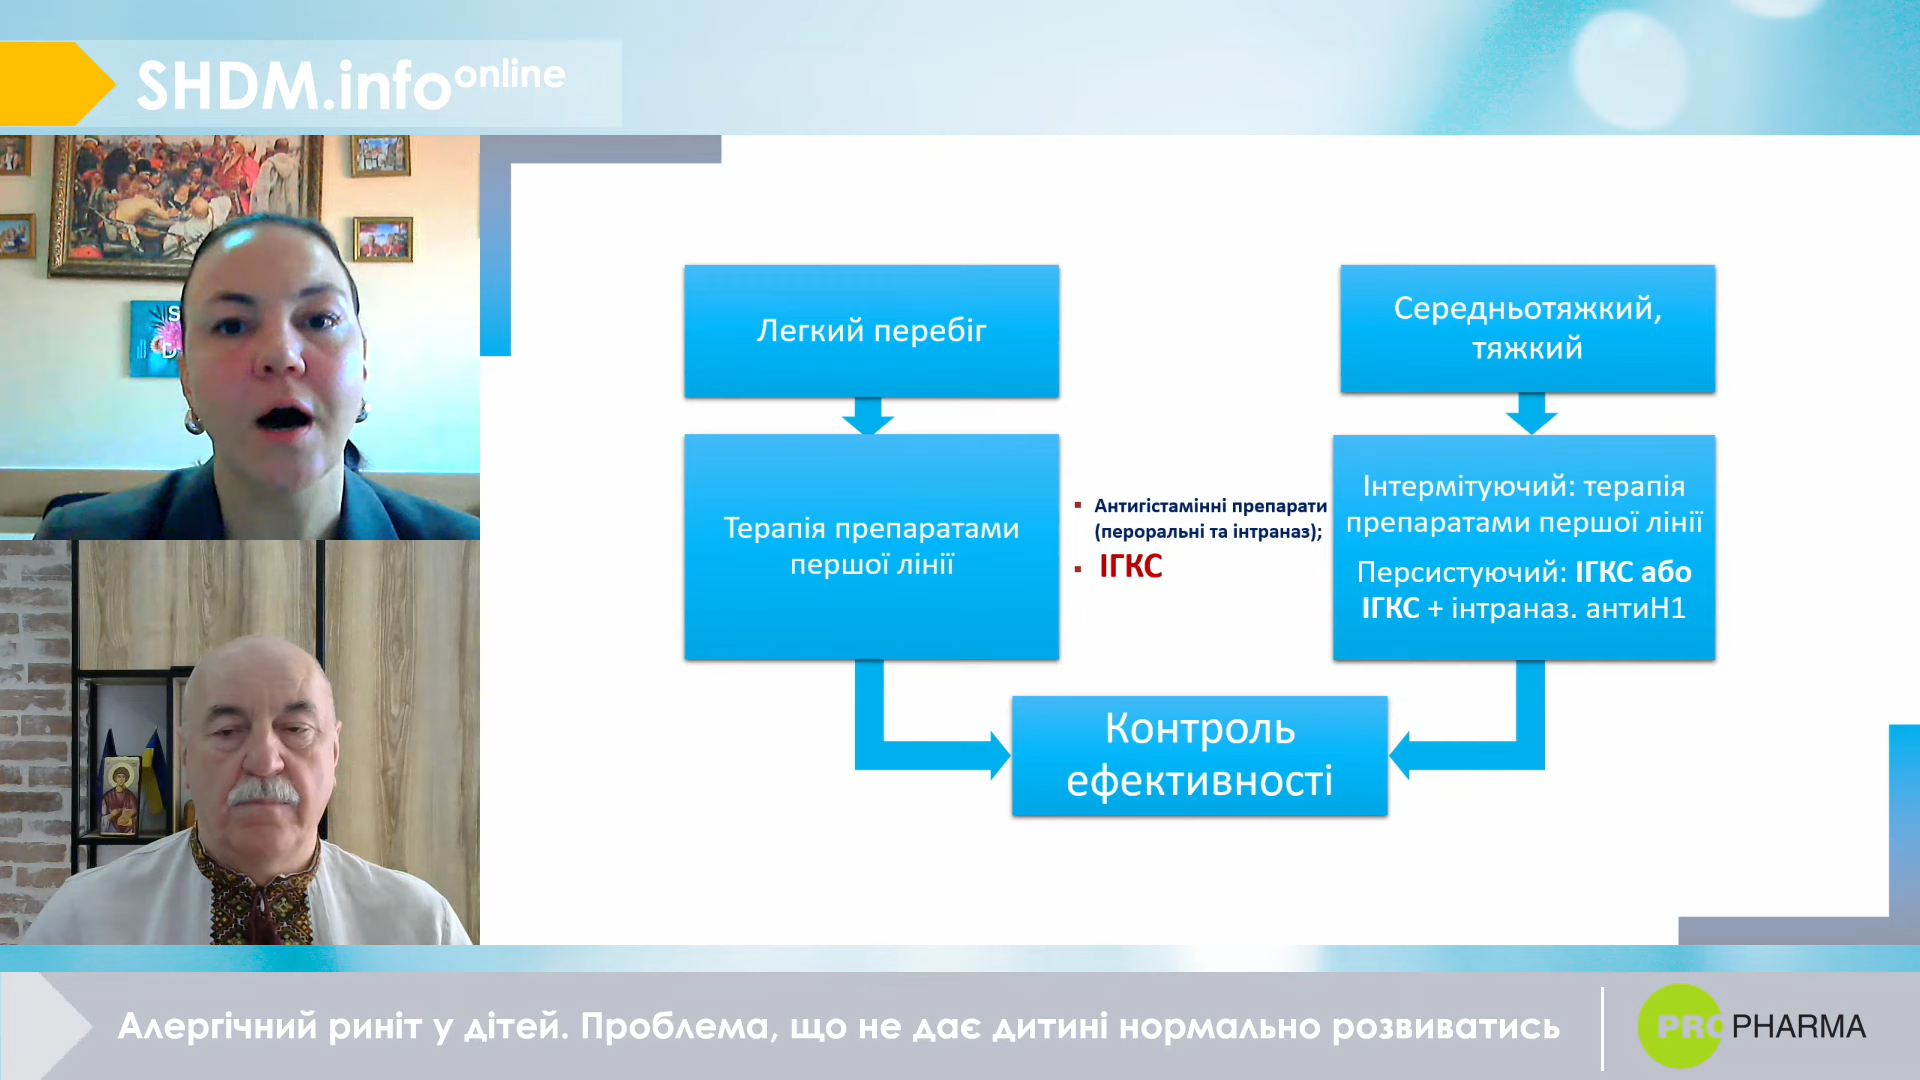 SHDM.info online
S
D
Легкий перебіг
Середньотяжкий,
тяжкий
Терапія препаратами
першої лінії
▪ Антигістамінні препарати
(пероральні та інтраназ);
▪ ІГКС
Інтермітуючий: терапія
препаратами першої лінії
Персистуючий: ІГКС або
ІГКС + інтраназ. антиН1
Контроль
ефективності
Алергічний риніт у дітей. Проблема, що не дає дитині нормально розвиватись
PRO PHARMA